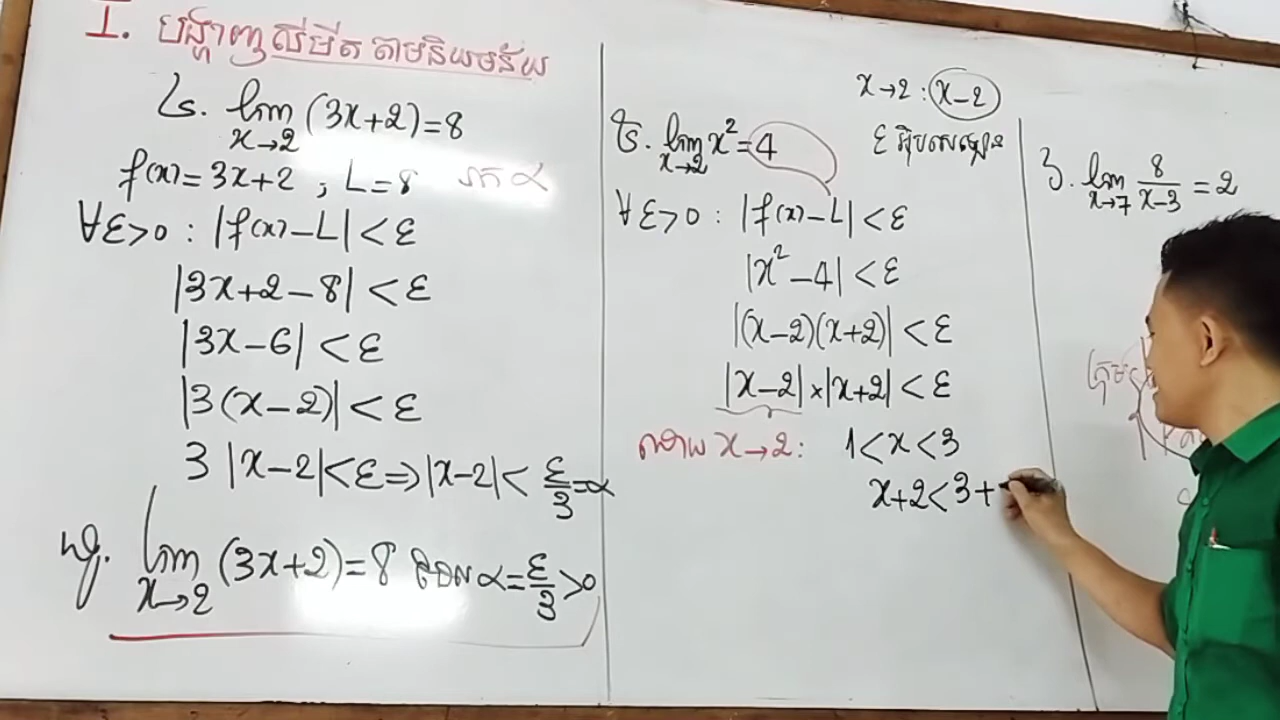 I. បង្ហាញលីមីតតាមនិយមន័យ
lim (3x+2)=8
x→2
f(x)=3x+2 , L=8 រក α
∀ε>0 : |f(x)-L|<ε
|3x+2-8|<ε
|3x-6|<ε
|3(x-2)|<ε
3|x-2|<ε⇒|x-2|<ε/3=α
lim (3x+2)=8 α=ε/3>0
x→2
x→2 : x-2
ε
lim x²=4
x→2
∀ε>0 : |f(x)-L|<ε
|x²-4|<ε
|(x-2)(x+2)|<ε
|x-2|×|x+2|<ε
ដោយ x→2: 1<x<3
x+2<3+
3. lim 8/(x-3) = 2
x→7